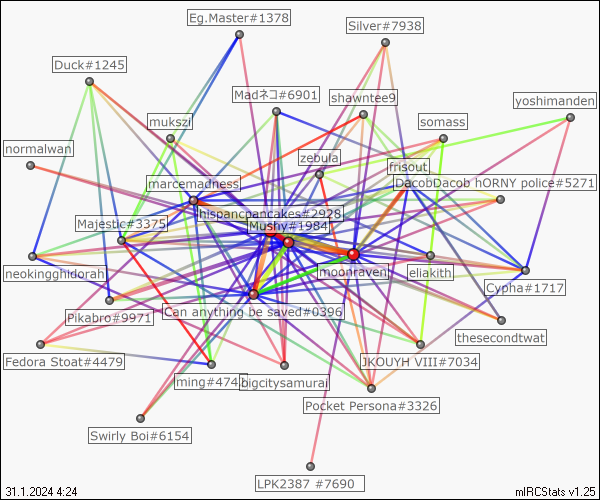 Eg.Master#1378
Silver#7938
Duck#1245
Madネコ#6901
shawntee9
yoshimanden
mukszi
somass
normalwan
zebula
frisout
marcemadness
DacobDacob hORNY police#5271
hispancpancakes#2928
Majestic#3375
Mushy#1984
moonraven
eliakith
neokingghidorah
Cypha#1717
Pikabro#9971
Can anything be saved#0396
thesecondtwat
Fedora Stoat#4479
JKOUYH VIII#7034
ming#474
bigcitysamurai
Pocket Persona#3326
Swirly Boi#6154
LPK2387 #7690
31.1.2024 4:24
mIRCStats v1.25